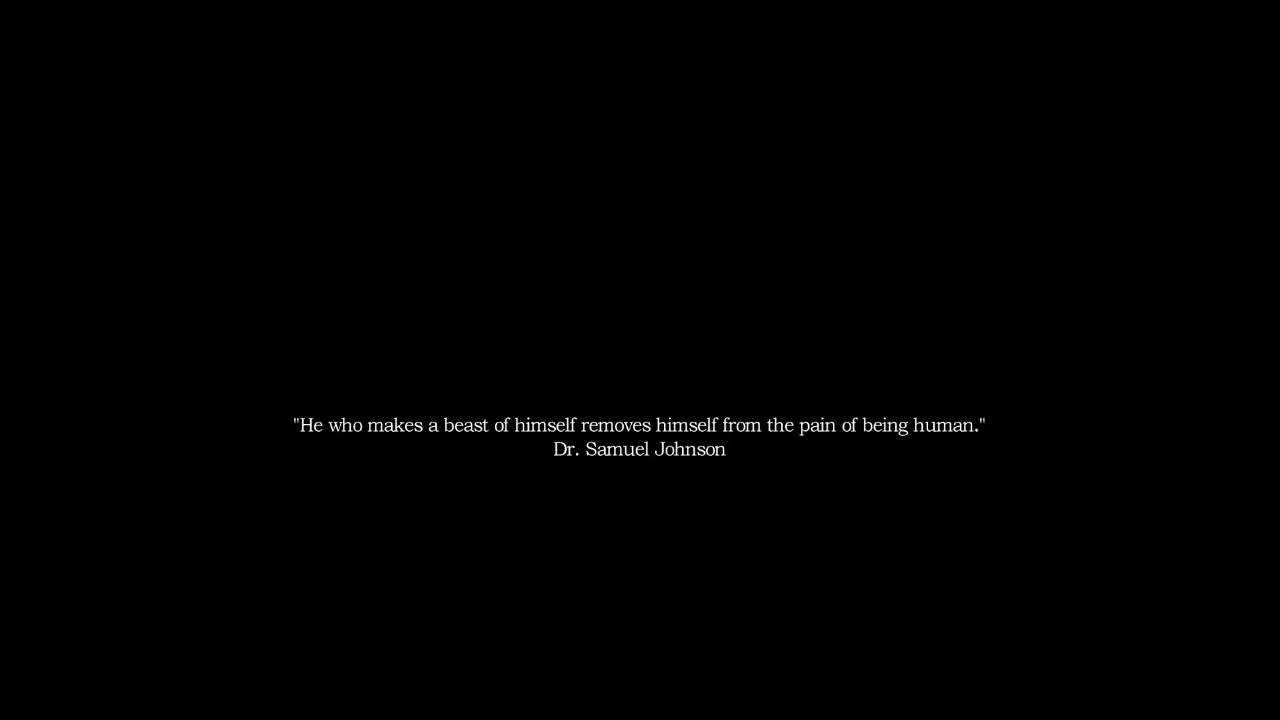 "He who makes a beast of himself removes himself from the pain of being human."
Dr. Samuel Johnson